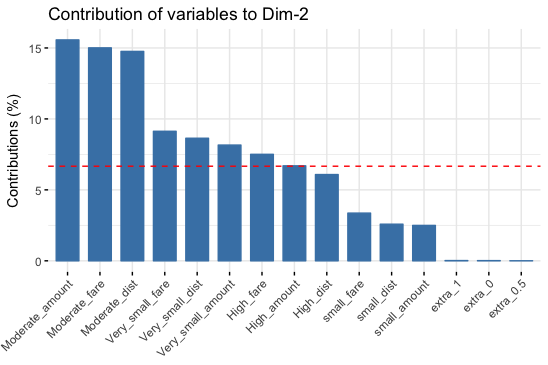 Contribution of variables to Dim-2
Contributions (%)
15
10
5
0
Moderate_amount
Moderate_fare
Moderate_dist
Very_small_fare
Very_small_dist
Very_small_amount
High_fare
High_amount
High_dist
small_fare
small_dist
small_amount
extra_1
extra_0
extra_0.5